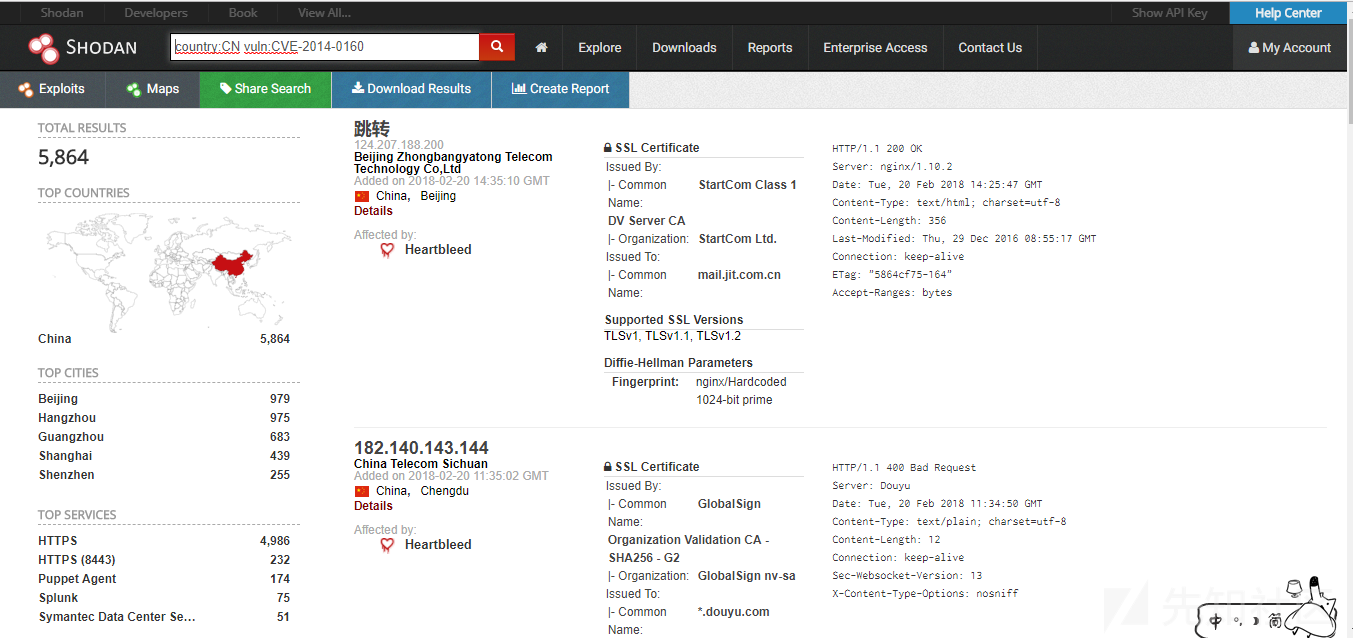 Shodan Developers Book View All... Show API Key Help Center
SHODAN country:CN vuln:CVE-2014-0160 Explore Downloads Reports Enterprise Access Contact Us My Account
Exploits Maps Share Search Download Results Create Report
TOTAL RESULTS
5,864
TOP COUNTRIES
China 5,864
TOP CITIES
Beijing 979
Hangzhou 975
Guangzhou 683
Shanghai 439
Shenzhen 255
TOP SERVICES
HTTPS 4,986
HTTPS (8443) 232
Puppet Agent 174
Splunk 75
Symantec Data Center Se... 51
跳转
124.207.188.200
Beijing Zhongbangyatong Telecom
Technology Co,Ltd
Added on 2018-02-20 14:35:10 GMT
China, Beijing
Details
Affected by:
Heartbleed
SSL Certificate
Issued By:
|- Common StartCom Class 1
Name:
DV Server CA
|- Organization: StartCom Ltd.
Issued To:
|- Common mail.jit.com.cn
Name:
Supported SSL Versions
TLSv1, TLSv1.1, TLSv1.2
Diffie-Hellman Parameters
Fingerprint: nginx/Hardcoded
1024-bit prime
HTTP/1.1 200 OK
Server: nginx/1.10.2
Date: Tue, 20 Feb 2018 14:25:47 GMT
Content-Type: text/html; charset=utf-8
Content-Length: 356
Last-Modified: Thu, 29 Dec 2016 08:55:17 GMT
Connection: keep-alive
ETag: "5864cf75-164"
Accept-Ranges: bytes
182.140.143.144
China Telecom Sichuan
Added on 2018-02-20 11:35:02 GMT
China, Chengdu
Details
Affected by:
Heartbleed
SSL Certificate
Issued By:
|- Common GlobalSign
Name:
Organization Validation CA -
SHA256 - G2
|- Organization: GlobalSign nv-sa
Issued To:
|- Common *.douyu.com
Name:
HTTP/1.1 400 Bad Request
Server: Douyu
Date: Tue, 20 Feb 2018 11:34:50 GMT
Content-Type: text/plain; charset=utf-8
Content-Length: 12
Connection: keep-alive
Sec-Websocket-Version: 13
X-Content-Type-Options: nosniff
先知社
中 简